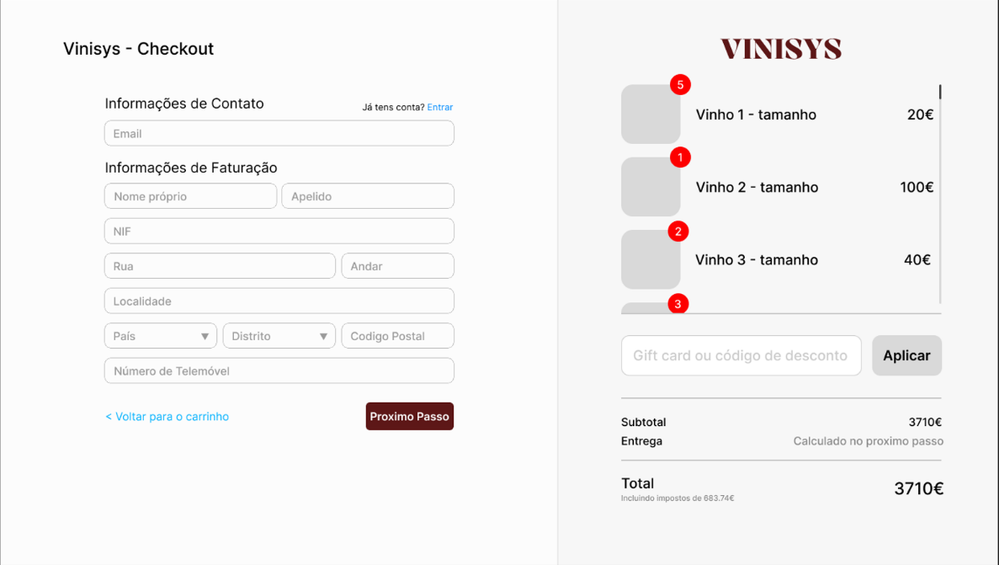 Vinisys - Checkout
Informações de Contato
Já tens conta? Entrar
Email
Informações de Faturação
Nome próprio
Apelido
NIF
Rua
Andar
Localidade
País ▼
Distrito ▼
Codigo Postal
Número de Telemóvel
< Voltar para o carrinho
Proximo Passo
VINISYS
5
Vinho 1 - tamanho 20€
1
Vinho 2 - tamanho 100€
2
Vinho 3 - tamanho 40€
3
Gift card ou código de desconto
Aplicar
Subtotal 3710€
Entrega Calculado no proximo passo
Total 3710€
Incluindo impostos de 683.74€